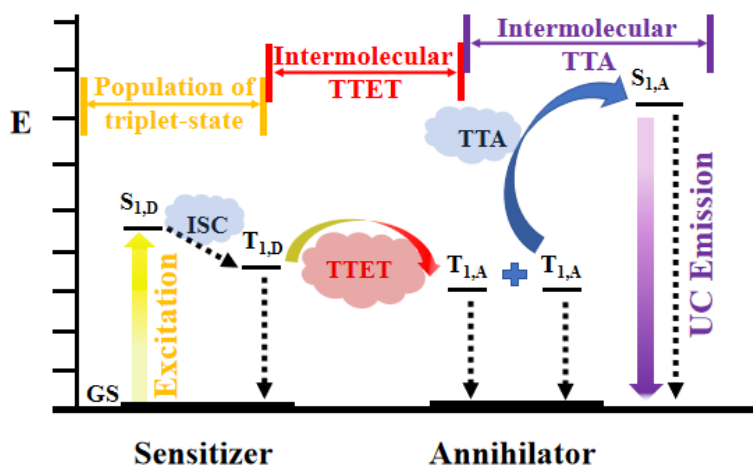 Intermolecular
TTA
Intermolecular
TTET
Population of
triplet-state
E
S1,A
TTA
S1,D
ISC
T1,D
TTET
T1,A
+
T1,A
UC Emission
Excitation
GS
Sensitizer
Annihilator